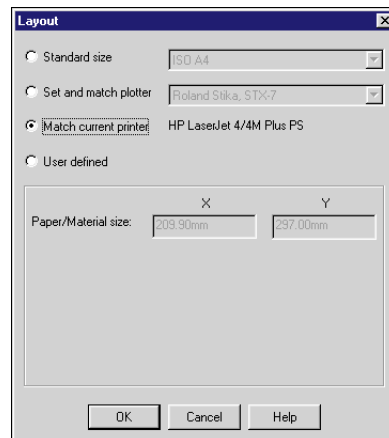 Layout
Standard size ISO A4
Set and match plotter Roland Stika, STX-7
Match current printer HP LaserJet 4/4M Plus PS
User defined
X Y
Paper/Material size: 209.90mm 297.00mm
OK Cancel Help